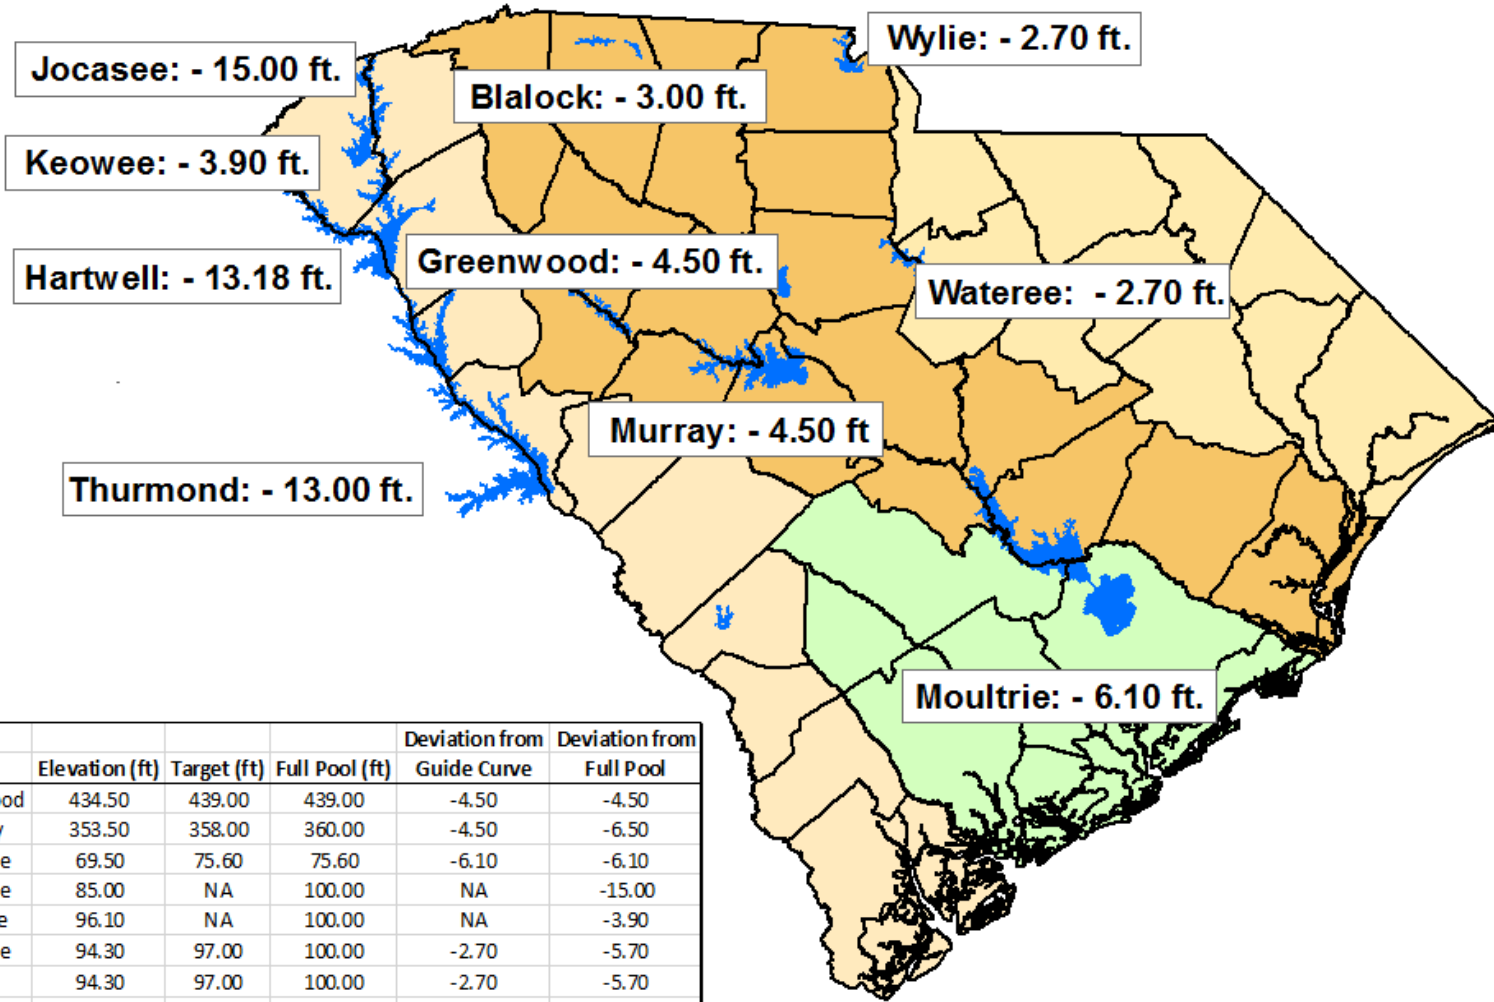 Wylie: - 2.70 ft.
Jocasee: - 15.00 ft.
Blalock: - 3.00 ft.
Keowee: - 3.90 ft.
Greenwood: - 4.50 ft.
Hartwell: - 13.18 ft.
Wateree: - 2.70 ft.
Murray: - 4.50 ft
Thurmond: - 13.00 ft.
Moultrie: - 6.10 ft.
Deviation from Deviation from
Elevation (ft) Target (ft) Full Pool (ft) Guide Curve Full Pool
od 434.50 439.00 439.00 -4.50 -4.50
353.50 358.00 360.00 -4.50 -6.50
e 69.50 75.60 75.60 -6.10 -6.10
e 85.00 NA 100.00 NA -15.00
e 96.10 NA 100.00 NA -3.90
e 94.30 97.00 100.00 -2.70 -5.70
94.30 97.00 100.00 -2.70 -5.70